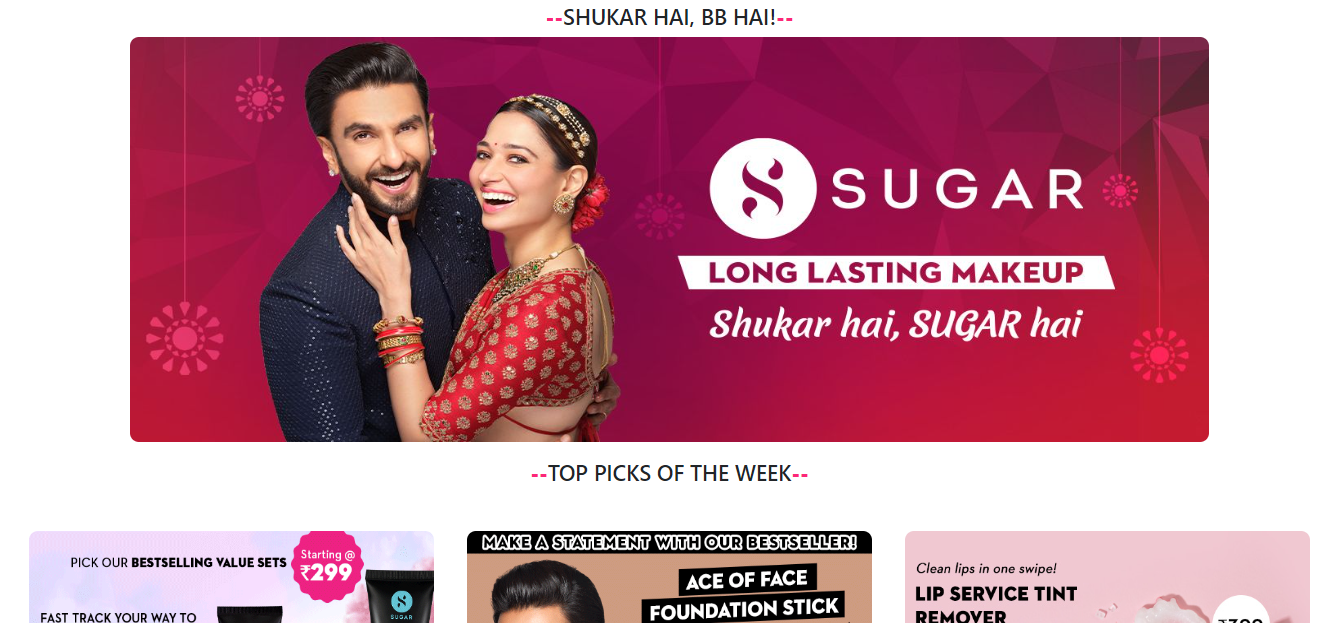 --SHUKAR HAI, BB HAI!--
SUGAR
LONG LASTING MAKEUP
Shukar hai, SUGAR hai
--TOP PICKS OF THE WEEK--
PICK OUR BESTSELLING VALUE SETS
Starting @
₹299
FAST TRACK YOUR WAY TO
SUGAR
MAKE A STATEMENT WITH OUR BESTSELLER!
ACE OF FACE
FOUNDATION STICK
Clean lips in one swipe!
LIP SERVICE TINT
REMOVER